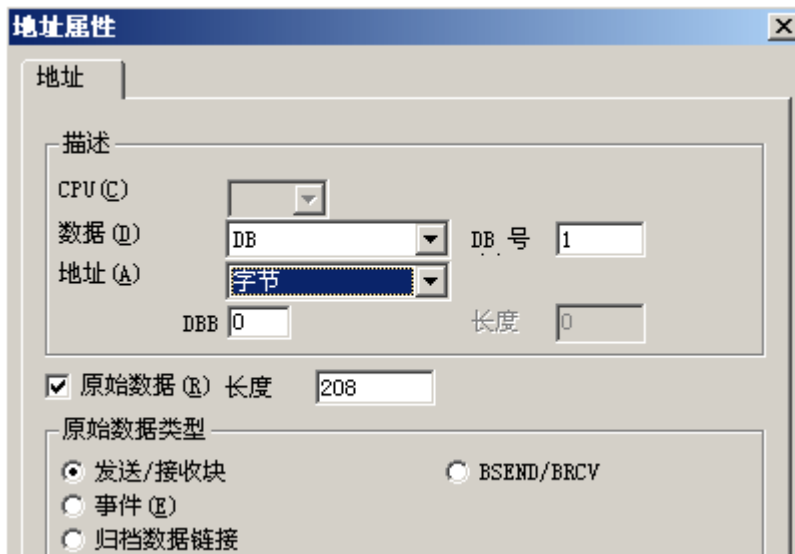 地址属性
地址
描述
CPU(C)
数据(D) DB DB 号 1
地址(A) 字节
DBB 0 长度 0
原始数据(R) 长度 208
原始数据类型
发送/接收块 BSEND/BRCV
事件(E)
归档数据链接